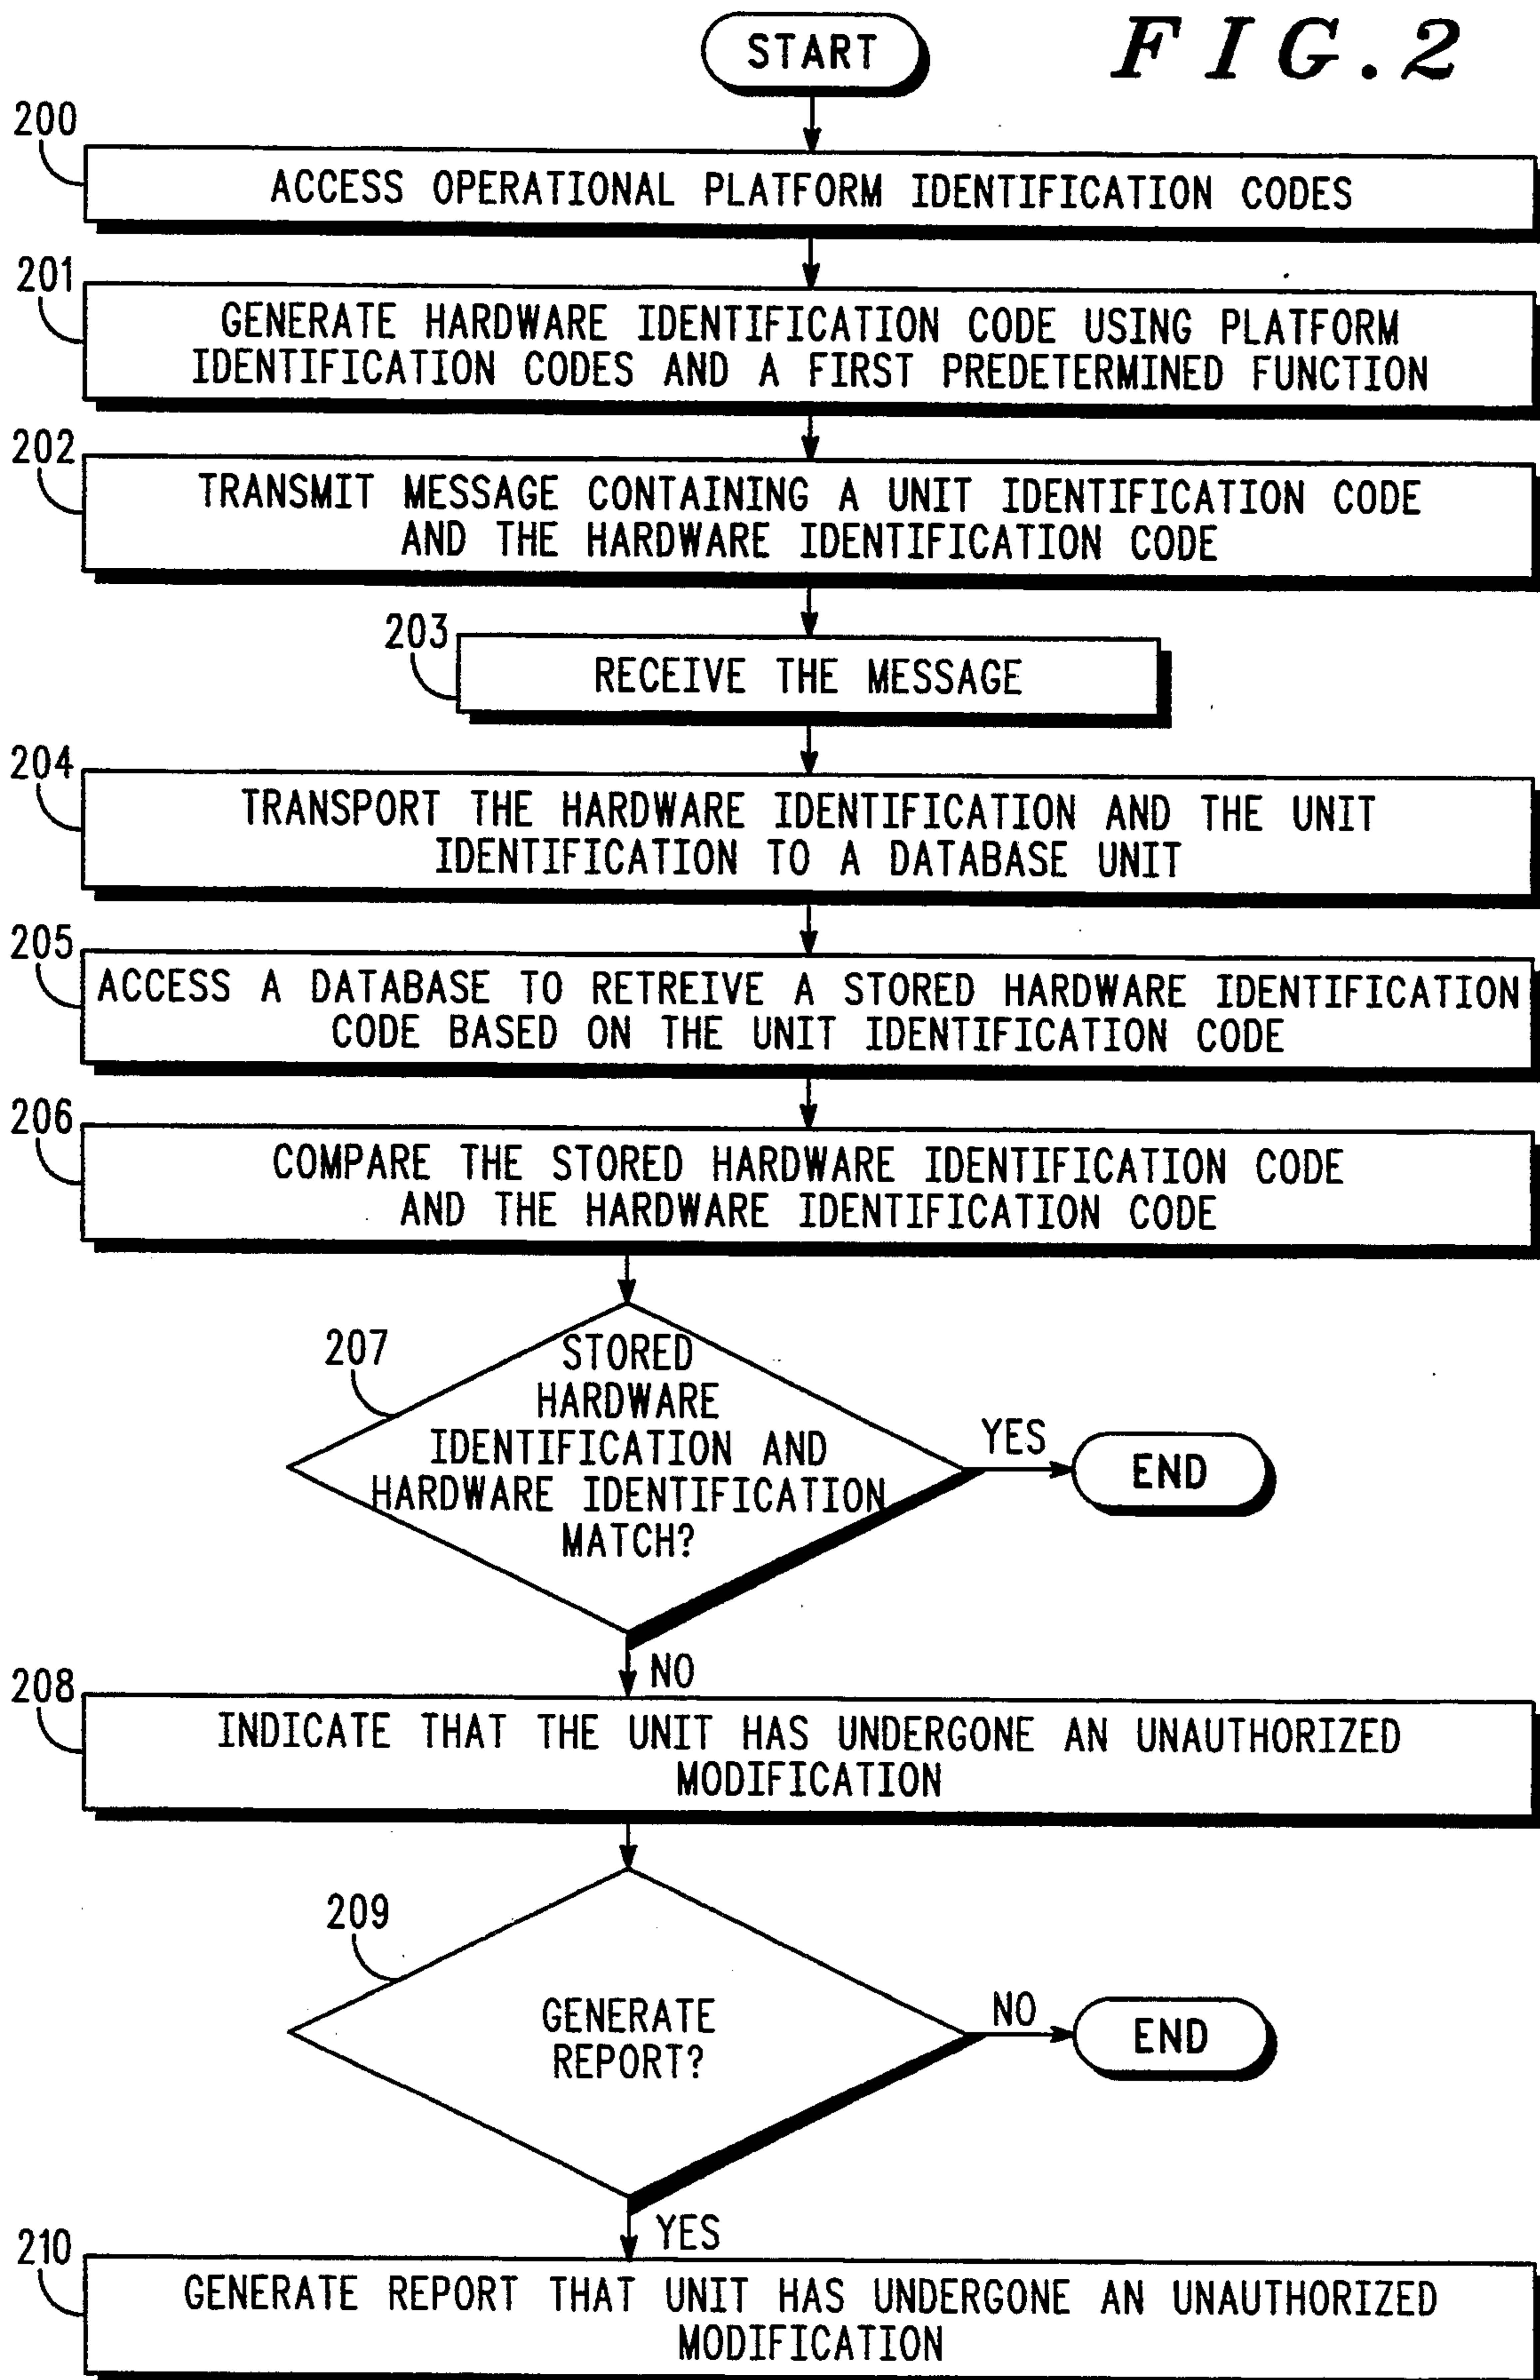 START
FIG.2
200
ACCESS OPERATIONAL PLATFORM IDENTIFICATION CODES
201
GENERATE HARDWARE IDENTIFICATION CODE USING PLATFORM
IDENTIFICATION CODES AND A FIRST PREDETERMINED FUNCTION
202
TRANSMIT MESSAGE CONTAINING A UNIT IDENTIFICATION CODE
AND THE HARDWARE IDENTIFICATION CODE
203
RECEIVE THE MESSAGE
204
TRANSPORT THE HARDWARE IDENTIFICATION AND THE UNIT
IDENTIFICATION TO A DATABASE UNIT
205
ACCESS A DATABASE TO RETREIVE A STORED HARDWARE IDENTIFICATION
CODE BASED ON THE UNIT IDENTIFICATION CODE
206
COMPARE THE STORED HARDWARE IDENTIFICATION CODE
AND THE HARDWARE IDENTIFICATION CODE
207
STORED
HARDWARE
IDENTIFICATION AND
HARDWARE IDENTIFICATION
MATCH?
YES
END
NO
208
INDICATE THAT THE UNIT HAS UNDERGONE AN UNAUTHORIZED
MODIFICATION
209
GENERATE
REPORT?
NO
END
YES
210
GENERATE REPORT THAT UNIT HAS UNDERGONE AN UNAUTHORIZED
MODIFICATION